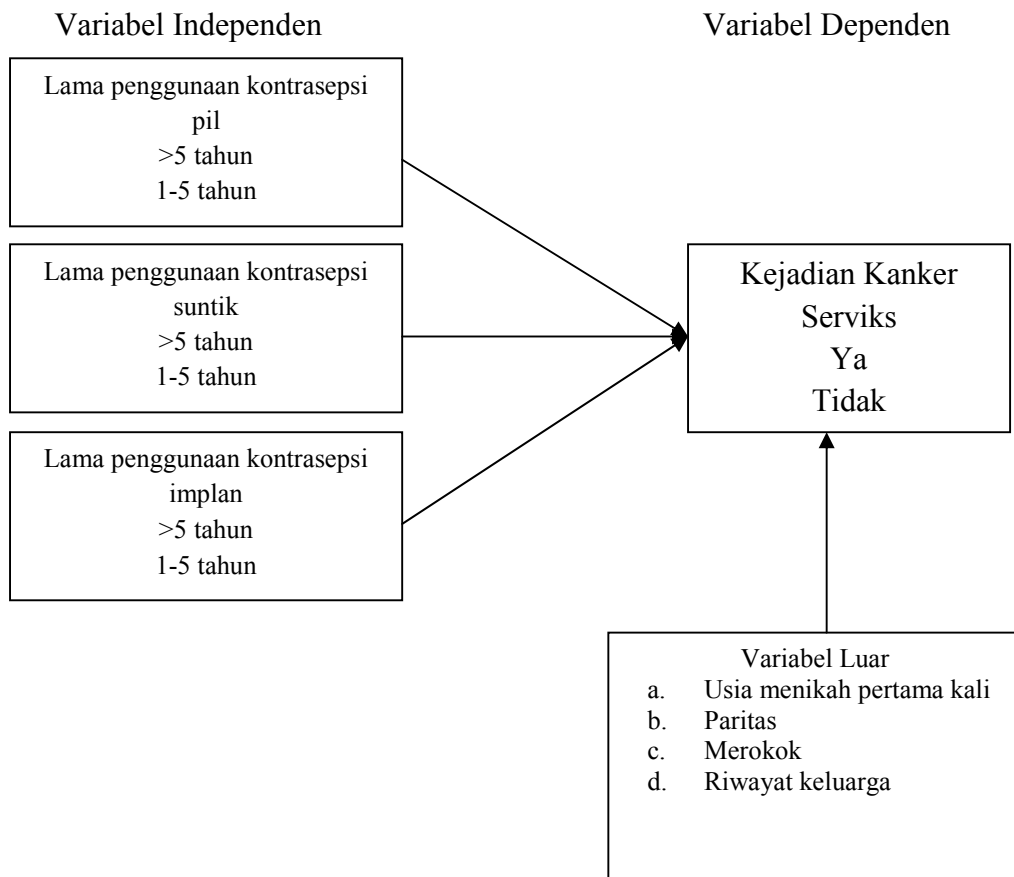 Variabel Independen
Variabel Dependen
Lama penggunaan kontrasepsi
pil
>5 tahun
1-5 tahun
Lama penggunaan kontrasepsi
suntik
>5 tahun
1-5 tahun
Lama penggunaan kontrasepsi
implan
>5 tahun
1-5 tahun
Kejadian Kanker
Serviks
Ya
Tidak
Variabel Luar
a. Usia menikah pertama kali
b. Paritas
c. Merokok
d. Riwayat keluarga